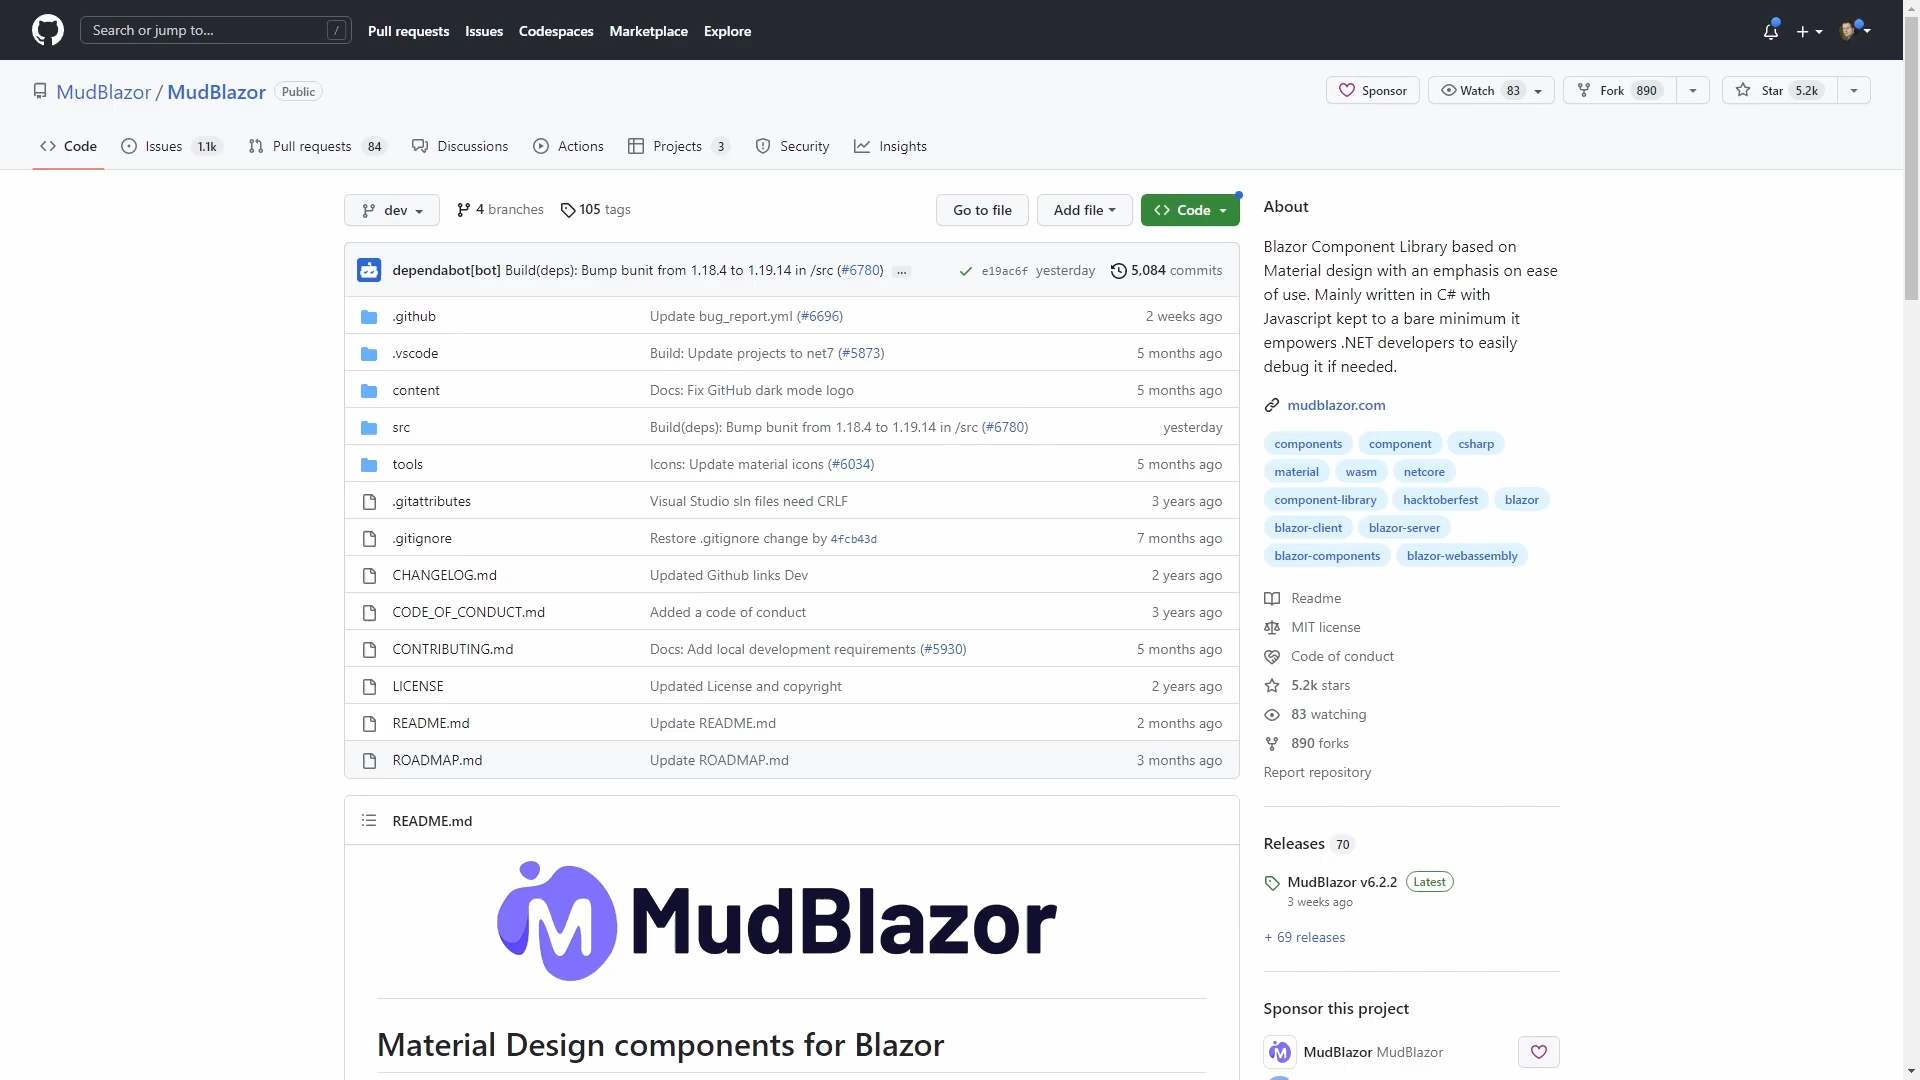 Search or jump to... /
Pull requests Issues Codespaces Marketplace Explore
MudBlazor / MudBlazor Public
Sponsor Watch 83 Fork 890 Star 5.2k
Code Issues 1.1k Pull requests 84 Discussions Actions Projects 3 Security Insights
dev 4 branches 105 tags Go to file Add file Code
dependabot[bot] Build(deps): Bump bunit from 1.18.4 to 1.19.14 in /src (#6780) ... e19ac6f yesterday 5,084 commits
.github Update bug_report.yml (#6696) 2 weeks ago
.vscode Build: Update projects to net7 (#5873) 5 months ago
content Docs: Fix GitHub dark mode logo 5 months ago
src Build(deps): Bump bunit from 1.18.4 to 1.19.14 in /src (#6780) yesterday
tools Icons: Update material icons (#6034) 5 months ago
.gitattributes Visual Studio sln files need CRLF 3 years ago
.gitignore Restore .gitignore change by 4fcb43d 7 months ago
CHANGELOG.md Updated Github links Dev 2 years ago
CODE_OF_CONDUCT.md Added a code of conduct 3 years ago
CONTRIBUTING.md Docs: Add local development requirements (#5930) 5 months ago
LICENSE Updated License and copyright 2 years ago
README.md Update README.md 2 months ago
ROADMAP.md Update ROADMAP.md 3 months ago
README.md
MudBlazor
Material Design components for Blazor
About
Blazor Component Library based on
Material design with an emphasis on ease
of use. Mainly written in C# with
Javascript kept to a bare minimum it
empowers .NET developers to easily
debug it if needed.
mudblazor.com
components component csharp
material wasm netcore
component-library hacktoberfest blazor
blazor-client blazor-server
blazor-components blazor-webassembly
Readme
MIT license
Code of conduct
5.2k stars
83 watching
890 forks
Report repository
Releases 70
MudBlazor v6.2.2 Latest
3 weeks ago
+ 69 releases
Sponsor this project
MudBlazor MudBlazor